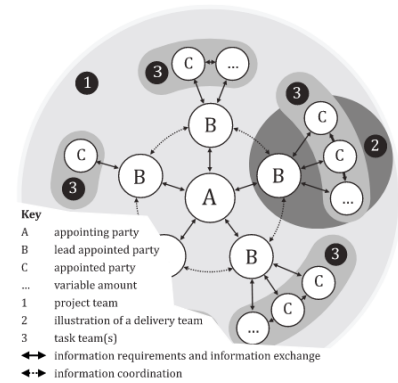 3
C
...
1
B
3
C
2
C
C
3
B
A
B
...
B
3
C
C
...
Key
A appointing party
B lead appointed party
C appointed party
... variable amount
1 project team
2 illustration of a delivery team
3 task team(s)
information requirements and information exchange
information coordination